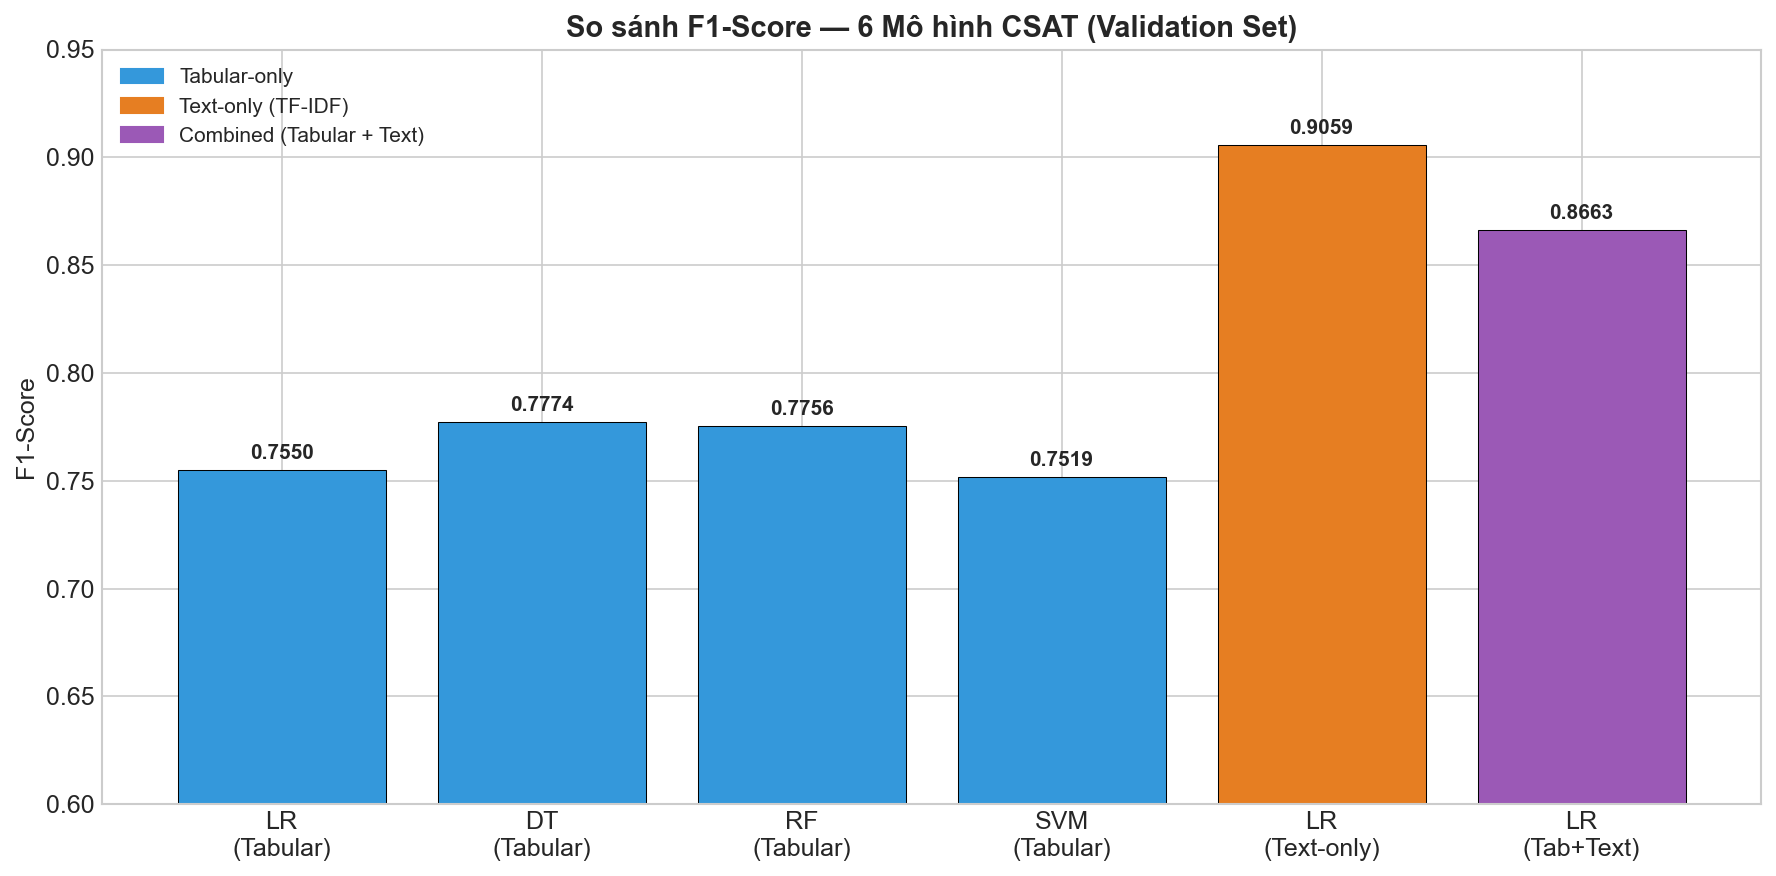 So sánh F1-Score — 6 Mô hình CSAT (Validation Set)
Tabular-only
Text-only (TF-IDF)
Combined (Tabular + Text)
F1-Score
0.95
0.90
0.85
0.80
0.75
0.70
0.65
0.60
0.7550
0.7774
0.7756
0.7519
0.9059
0.8663
LR
(Tabular)
DT
(Tabular)
RF
(Tabular)
SVM
(Tabular)
LR
(Text-only)
LR
(Tab+Text)